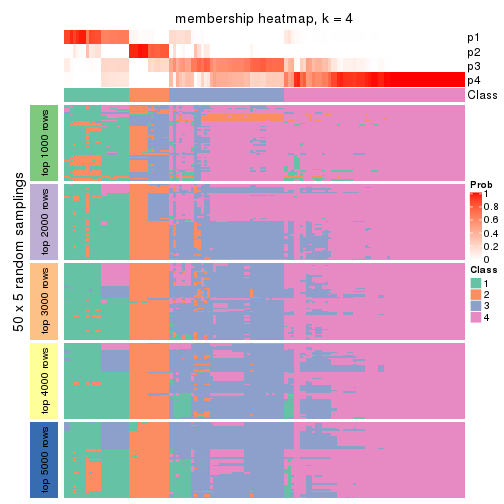 membership heatmap, k = 4
p1
p2
p3
p4
Class
50 x 5 random samplings
top 1000 rows
top 2000 rows
top 3000 rows
top 4000 rows
top 5000 rows
Prob
1
0.8
0.6
0.4
0.2
0
Class
1
2
3
4